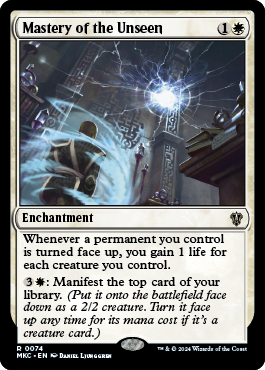 Mastery of the Unseen 1
Enchantment
Whenever a permanent you control
is turned face up, you gain 1 life for
each creature you control.
3 : Manifest the top card of your
library. (Put it onto the battlefield face
down as a 2/2 creature. Turn it face
up any time for its mana cost if it's a
creature card.)
R 0074
MKC • EN Daniel Ljunggren
™ & © 2024 Wizards of the Coast